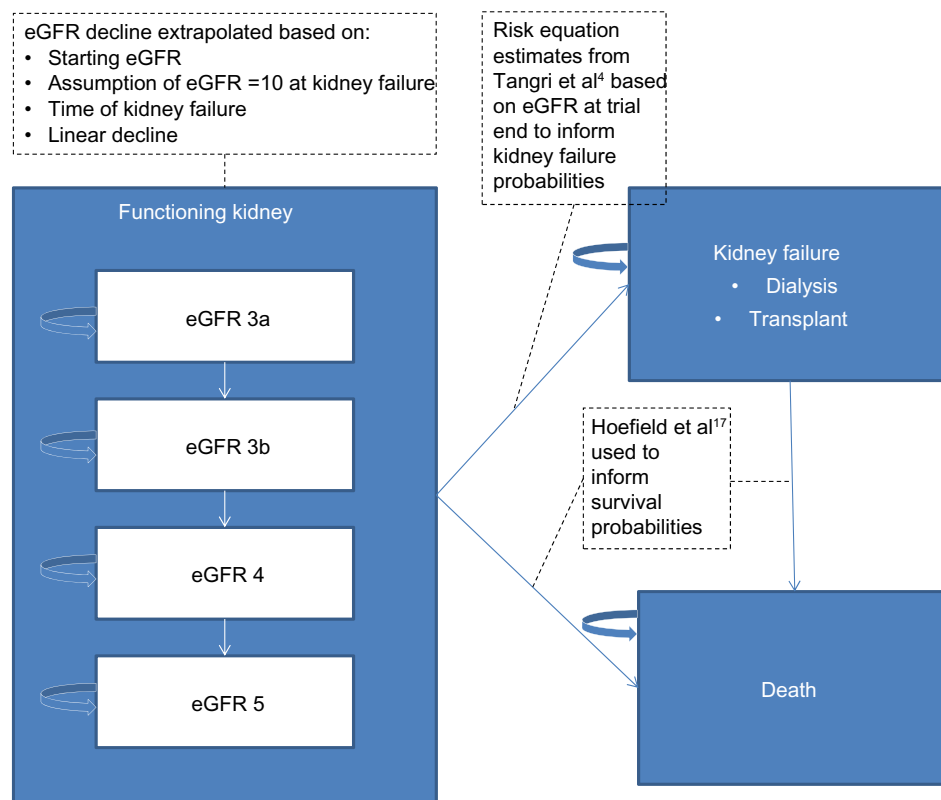 eGFR decline extrapolated based on:
• Starting eGFR
• Assumption of eGFR =10 at kidney failure
• Time of kidney failure
• Linear decline
Risk equation
estimates from
Tangri et al⁴ based
on eGFR at trial
end to inform
kidney failure
probabilities
Functioning kidney
eGFR 3a
eGFR 3b
eGFR 4
eGFR 5
Kidney failure
• Dialysis
• Transplant
Hoefield et al¹⁷
used to
inform
survival
probabilities
Death